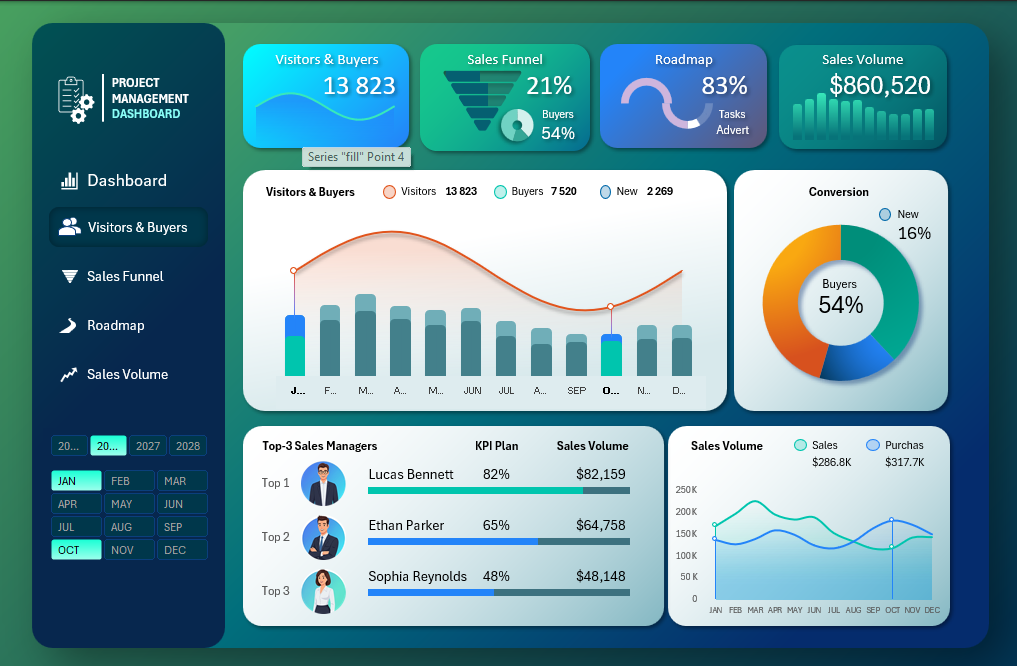 PROJECT
MANAGEMENT
DASHBOARD
Dashboard
Visitors & Buyers
Sales Funnel
Roadmap
Sales Volume
20... 20... 2027 2028
JAN FEB MAR
APR MAY JUN
JUL AUG SEP
OCT NOV DEC
Visitors & Buyers
13 823
Sales Funnel
21%
Buyers
54%
Roadmap
83%
Tasks
Advert
Sales Volume
$860,520
Series "fill" Point 4
Visitors & Buyers Visitors 13 823 Buyers 7 520 New 2 269
J... F... M... A... M... JUN JUL A... SEP O... N... D...
Conversion
New
16%
Buyers
54%
Top-3 Sales Managers KPI Plan Sales Volume
Top 1 Lucas Bennett 82% $82,159
Top 2 Ethan Parker 65% $64,758
Top 3 Sophia Reynolds 48% $48,148
Sales Volume Sales Purchas
$286.8K $317.7K
250 K
200 K
150 K
100 K
50 K
0
JAN FEB MAR APR MAY JUN JUL AUG SEP OCT NOV DEC